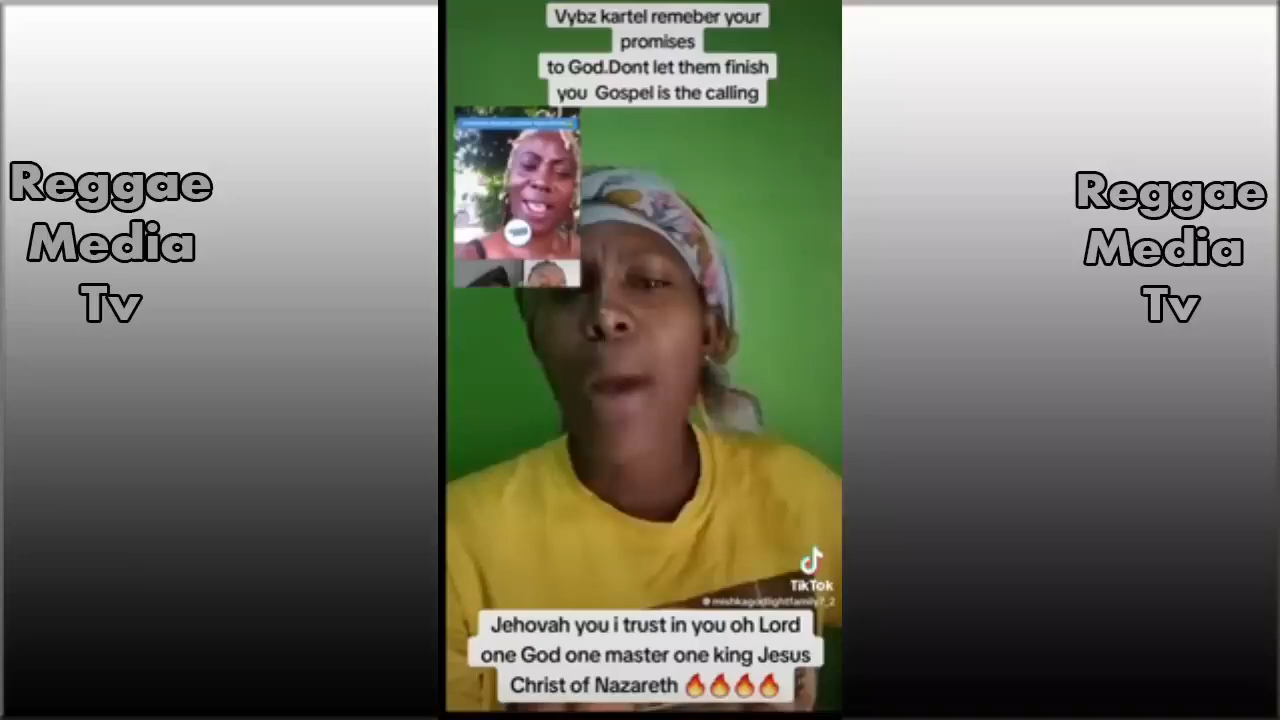 Vybz kartel remeber your
promises
to God.Dont let them finish
you Gospel is the calling
Reggae
Media
Tv
Reggae
Media
Tv
TikTok
Jehovah you i trust in you oh Lord
one God one master one king Jesus
Christ of Nazareth 🔥🔥🔥🔥